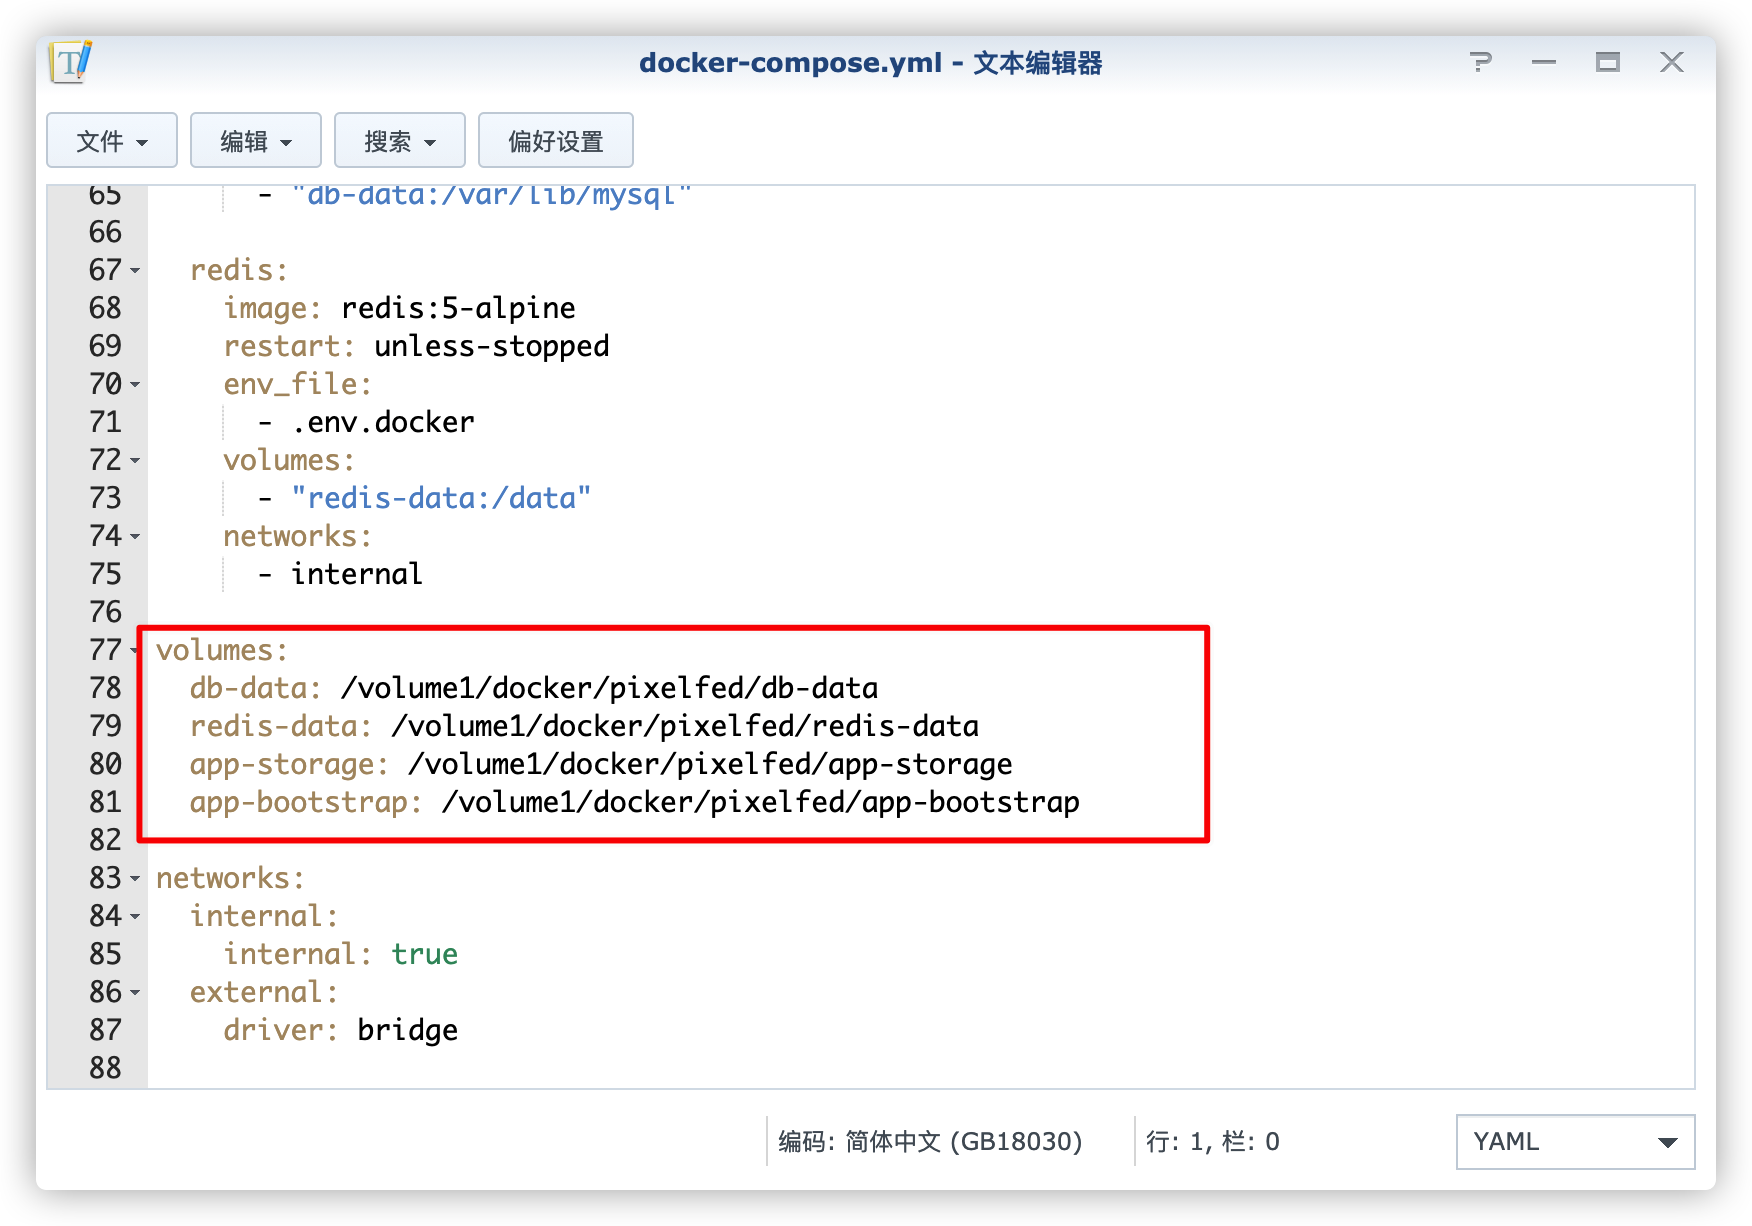 docker-compose.yml - 文本编辑器
文件 编辑 搜索 偏好设置
65       - "db-data:/var/lib/mysql"
66
67   redis:
68     image: redis:5-alpine
69     restart: unless-stopped
70     env_file:
71       - .env.docker
72     volumes:
73       - "redis-data:/data"
74     networks:
75       - internal
76
77 volumes:
78   db-data: /volume1/docker/pixelfed/db-data
79   redis-data: /volume1/docker/pixelfed/redis-data
80   app-storage: /volume1/docker/pixelfed/app-storage
81   app-bootstrap: /volume1/docker/pixelfed/app-bootstrap
82
83 networks:
84   internal:
85     internal: true
86   external:
87     driver: bridge
88
编码: 简体中文 (GB18030) 行: 1, 栏: 0 YAML